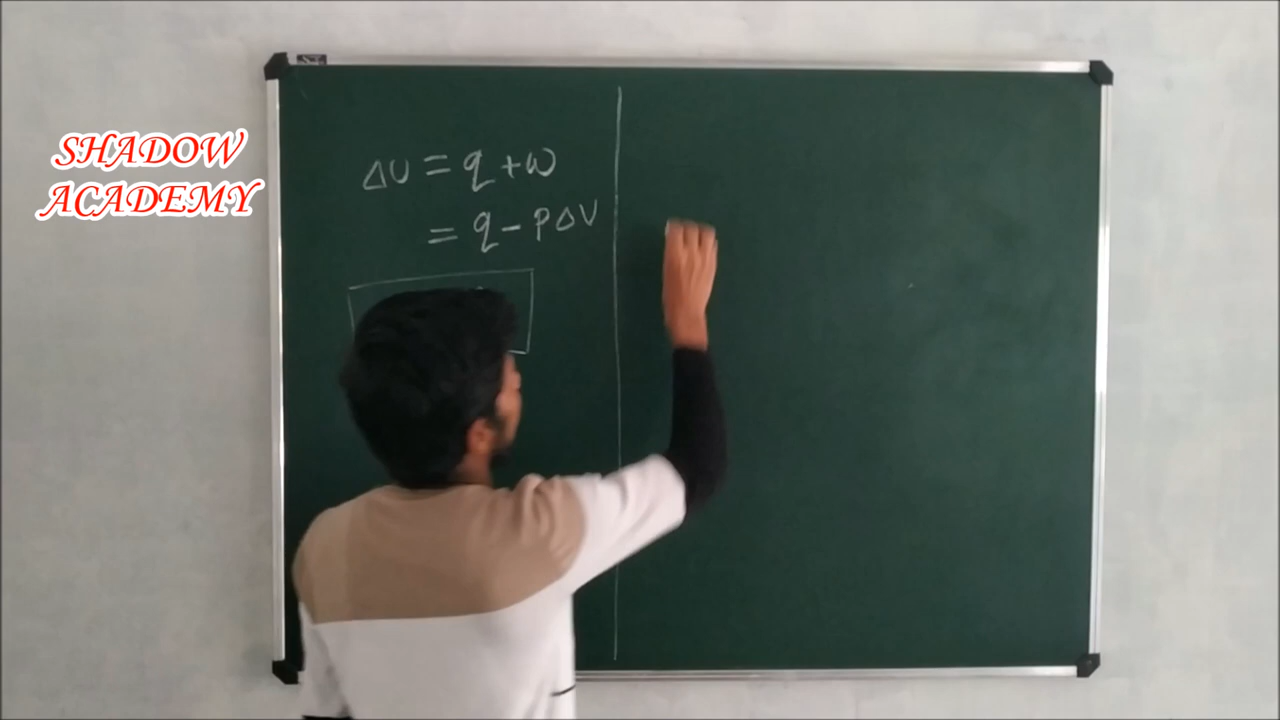 SHADOW
ACADEMY
ΔU = q + w
= q - PΔV